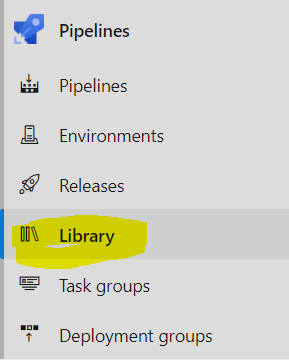 Pipelines
Pipelines
Environments
Releases
Library
Task groups
Deployment groups